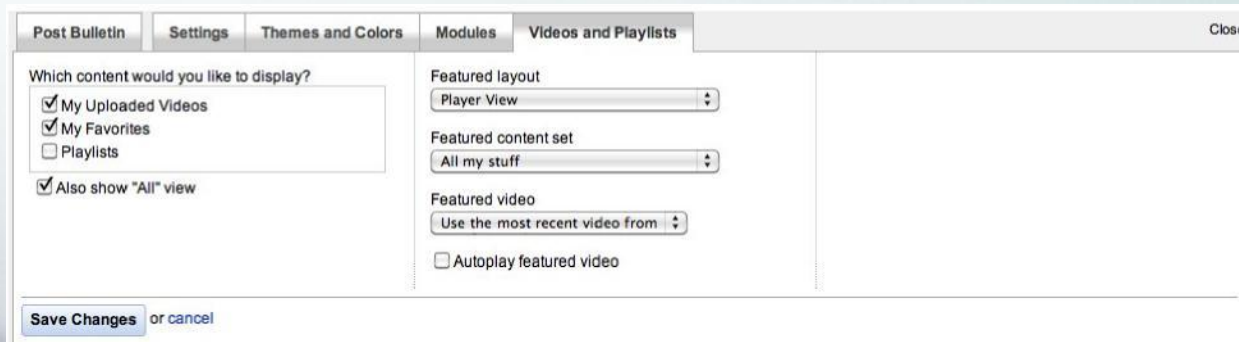 Post Bulletin
Settings
Themes and Colors
Modules
Videos and Playlists
Clos
Which content would you like to display?
My Uploaded Videos
My Favorites
Playlists
Also show "All" view
Featured layout
Player View
Featured content set
All my stuff
Featured video
Use the most recent video from
Autoplay featured video
Save Changes or cancel